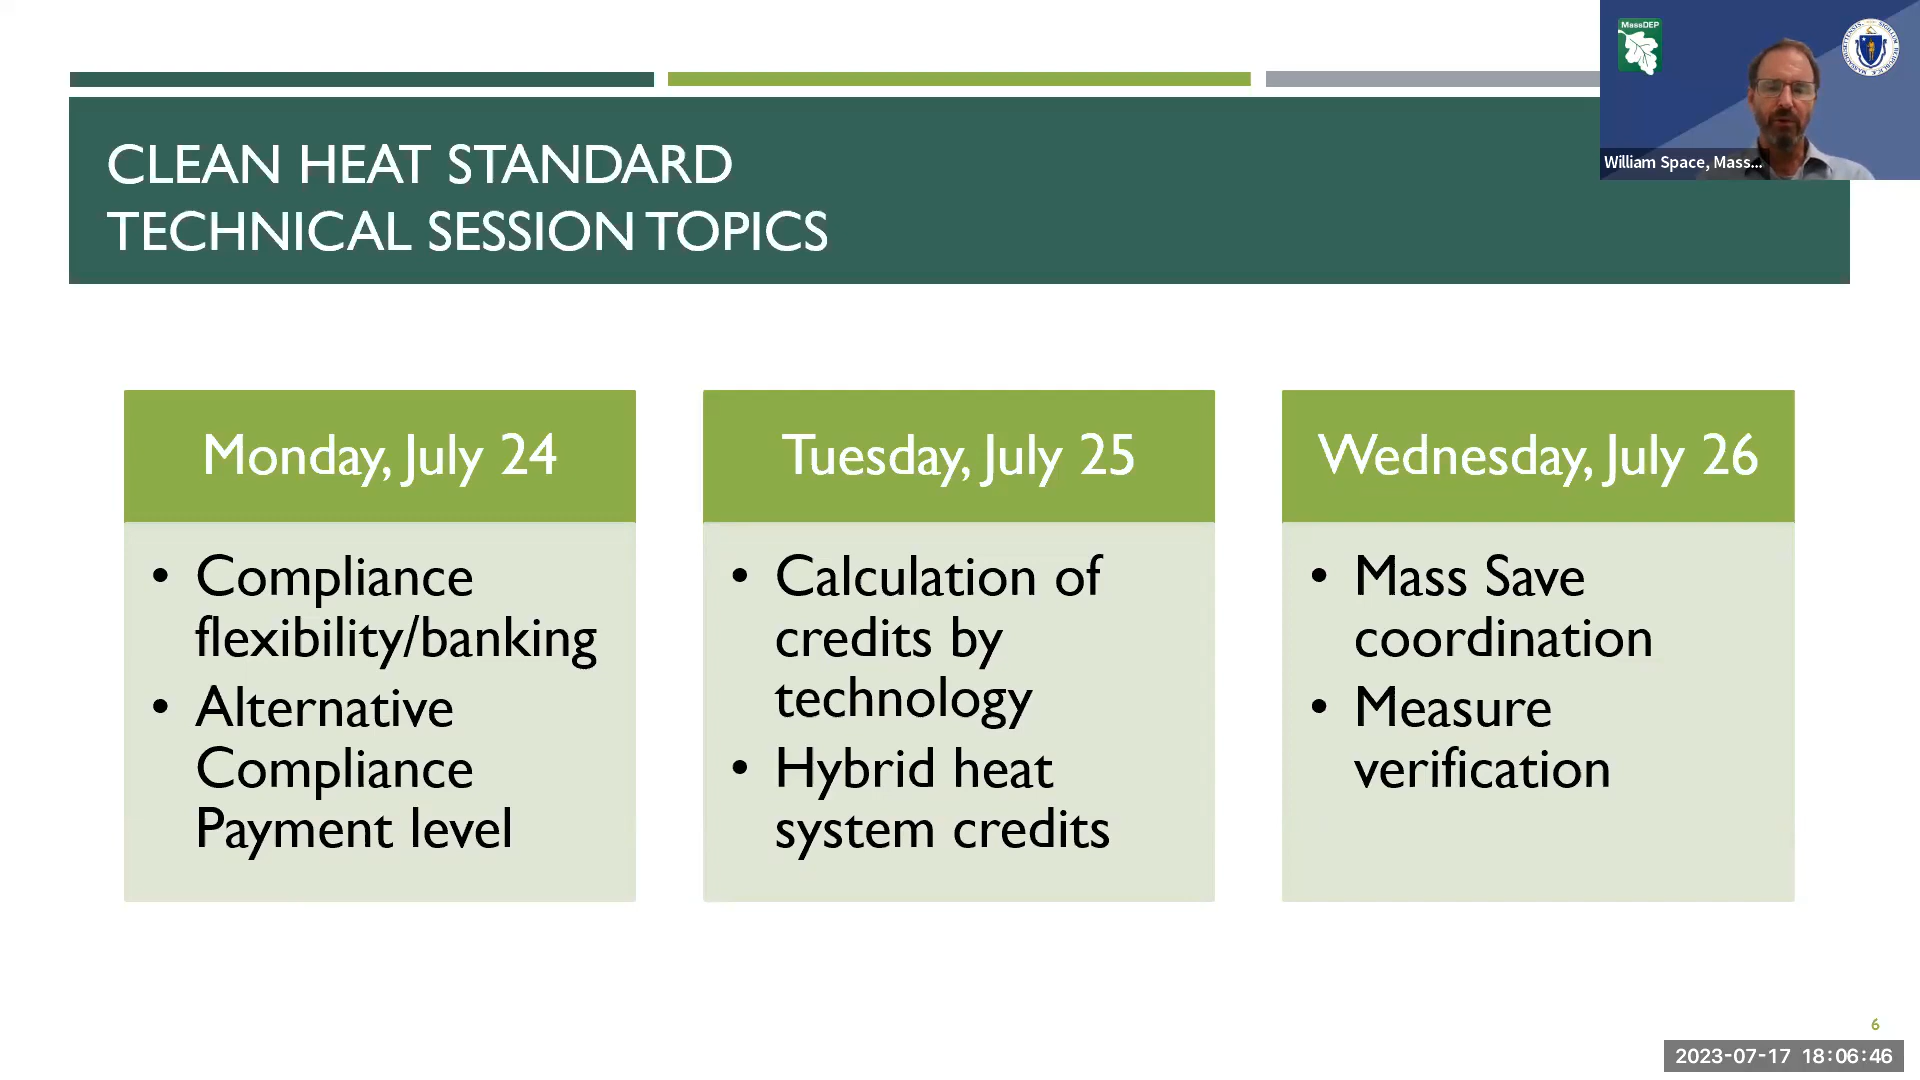 MassDEP
William Space, Mass...
CLEAN HEAT STANDARD
TECHNICAL SESSION TOPICS
Monday, July 24
• Compliance
flexibility/banking
• Alternative
Compliance
Payment level
Tuesday, July 25
• Calculation of
credits by
technology
• Hybrid heat
system credits
Wednesday, July 26
• Mass Save
coordination
• Measure
verification
6
2023-07-17 18:06:46